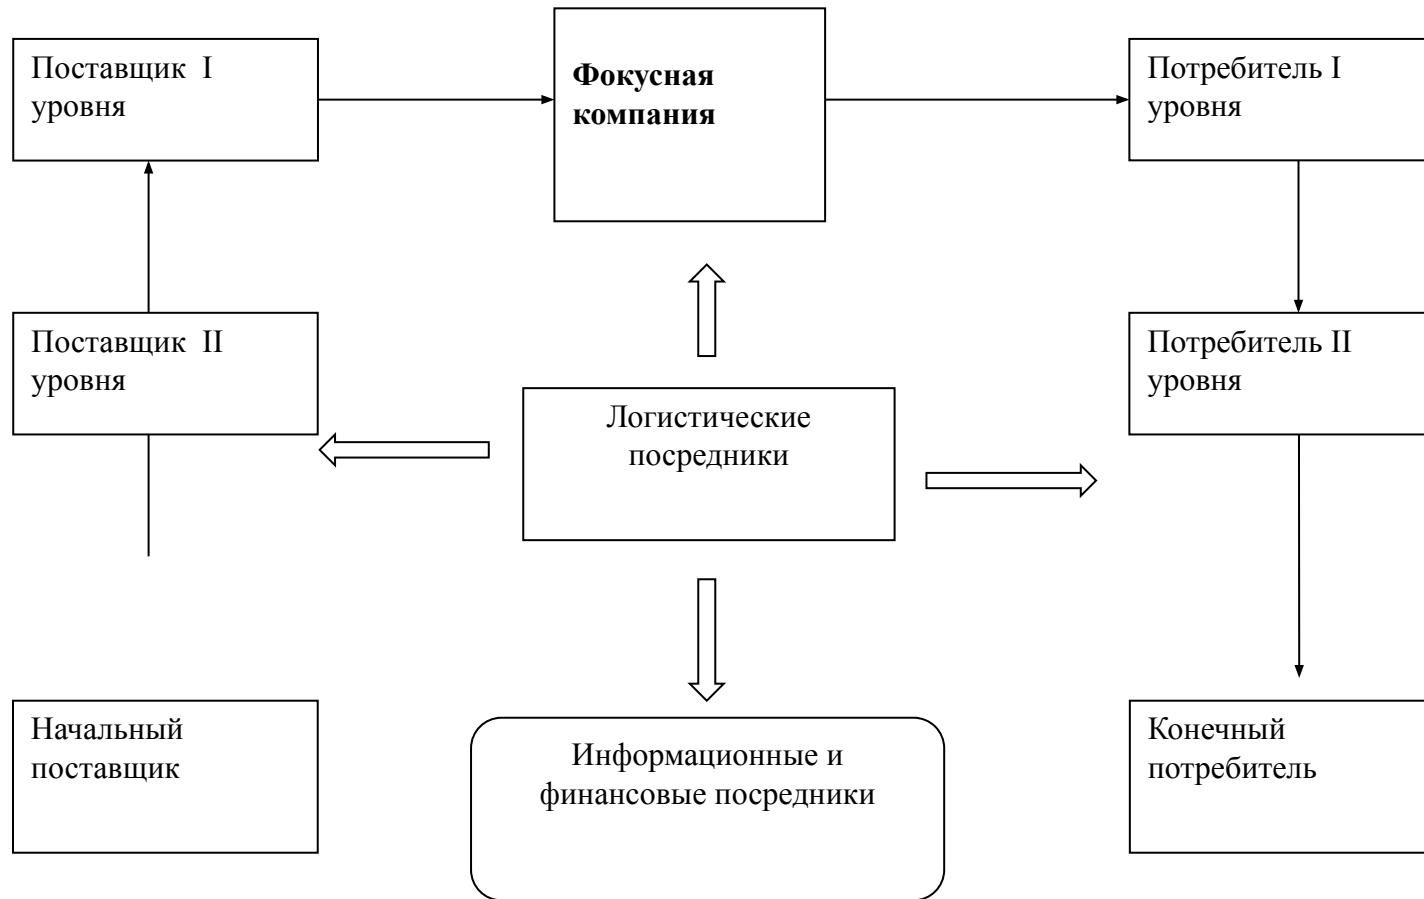 Поставщик  I
уровня
Фокусная
компания
Потребитель I
уровня
Поставщик  II
уровня
Логистические
посредники
Потребитель II
уровня
Начальный
поставщик
Информационные и
финансовые посредники
Конечный
потребитель